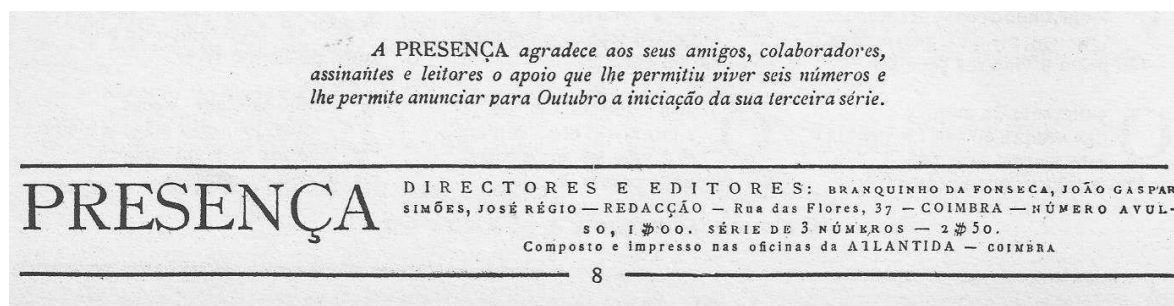 A PRESENÇA agradece aos seus amigos, colaboradores,
assinantes e leitores o apoio que lhe permitiu viver seis números e
lhe permite anunciar para Outubro a iniciação da sua terceira série.
PRESENÇA
DIRECTORES E EDITORES: BRANQUINHO DA FONSECA, JOÃO GASPAR
SIMÕES, JOSÉ RÉGIO — REDACÇÃO — Rua das Flores, 37 — COIMBRA — NÚMERO AVUL-
SO, 1$00. SÉRIE DE 3 NÚMEROS — 2$50.
Composto e impresso nas oficinas da ATLANTIDA — COIMBRA
8